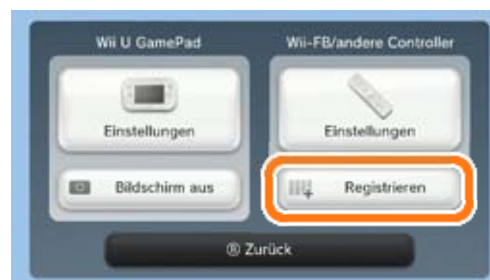 Wii U GamePad
Wii-FB/andere Controller
Einstellungen
Einstellungen
Bildschirm aus
Registrieren
Ⓑ Zurück